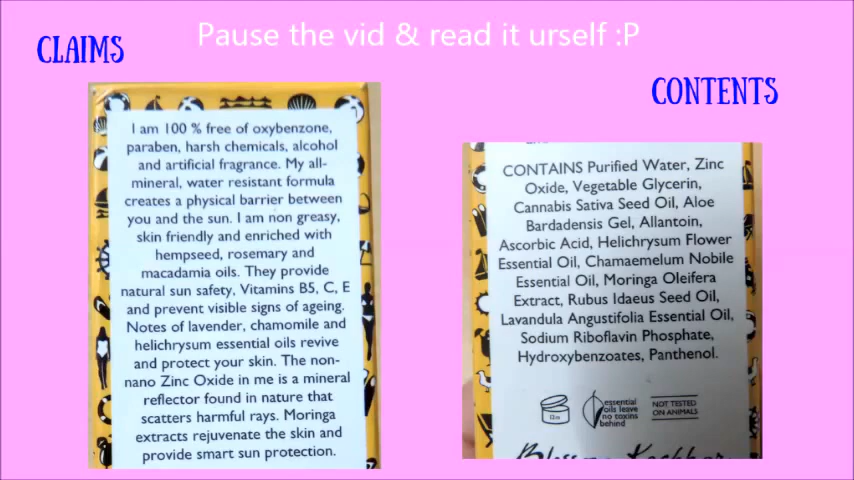 Pause the vid & read it urself :P
CLAIMS
I am 100 % free of oxybenzone,
paraben, harsh chemicals, alcohol
and artificial fragrance. My all-
mineral, water resistant formula
creates a physical barrier between
you and the sun. I am non greasy,
skin friendly and enriched with
hempseed, rosemary and
macadamia oils. They provide
natural sun safety, Vitamins B5, C, E
and prevent visible signs of ageing.
Notes of lavender, chamomile and
helichrysum essential oils revive
and protect your skin. The non-
nano Zinc Oxide in me is a mineral
reflector found in nature that
scatters harmful rays. Moringa
extracts rejuvenate the skin and
provide smart sun protection.
CONTENTS
CONTAINS Purified Water, Zinc
Oxide, Vegetable Glycerin,
Cannabis Sativa Seed Oil, Aloe
Bardadensis Gel, Allantoin,
Ascorbic Acid, Helichrysum Flower
Essential Oil, Chamaemelum Nobile
Essential Oil, Moringa Oleifera
Extract, Rubus Idaeus Seed Oil,
Lavandula Angustifolia Essential Oil,
Sodium Riboflavin Phosphate,
Hydroxybenzoates, Panthenol.
essential
oils leave
no toxins
behind
NOT TESTED
ON ANIMALS